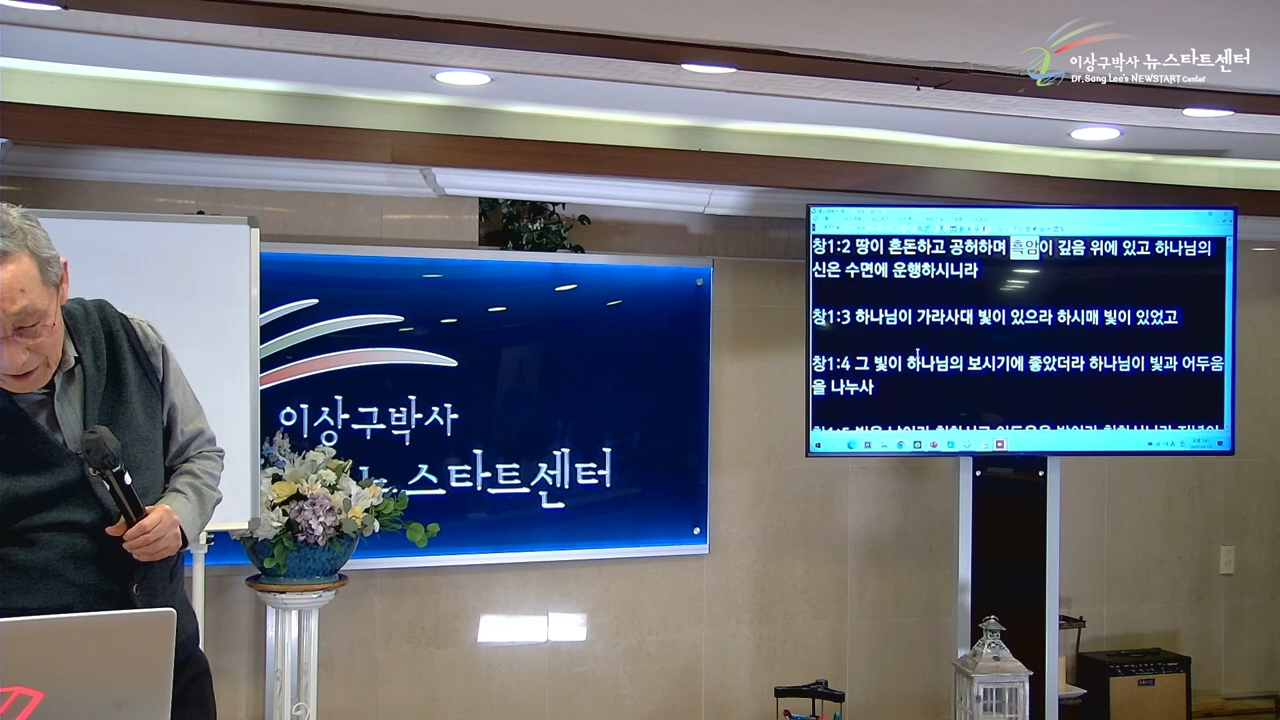 이상구박사 뉴스타트센터
Dr. Sang Lee's NEWSTART Center
창1:2 땅이 혼돈하고 공허하며 흑암이 깊음 위에 있고 하나님의
신은 수면에 운행하시니라
창1:3 하나님이 가라사대 빛이 있으라 하시매 빛이 있었고
창1:4 그 빛이 하나님의 보시기에 좋았더라 하나님이 빛과 어두움
을 나누사
이상구박사
뉴스타트센터